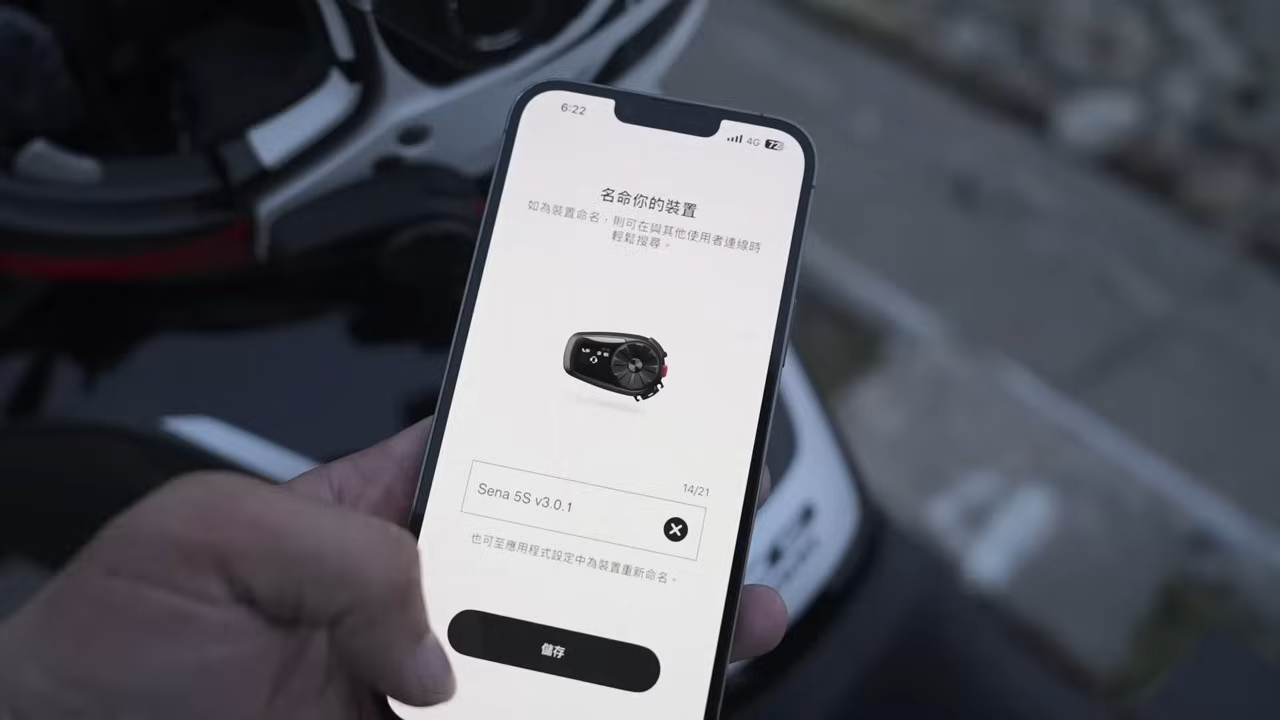 6:22
4G 72
名命你的裝置
如為裝置命名，則可在與其他使用者連線時
輕鬆搜尋。
14/21
Sena 5S v3.0.1
也可至應用程式設定中為裝置重新命名。
儲存